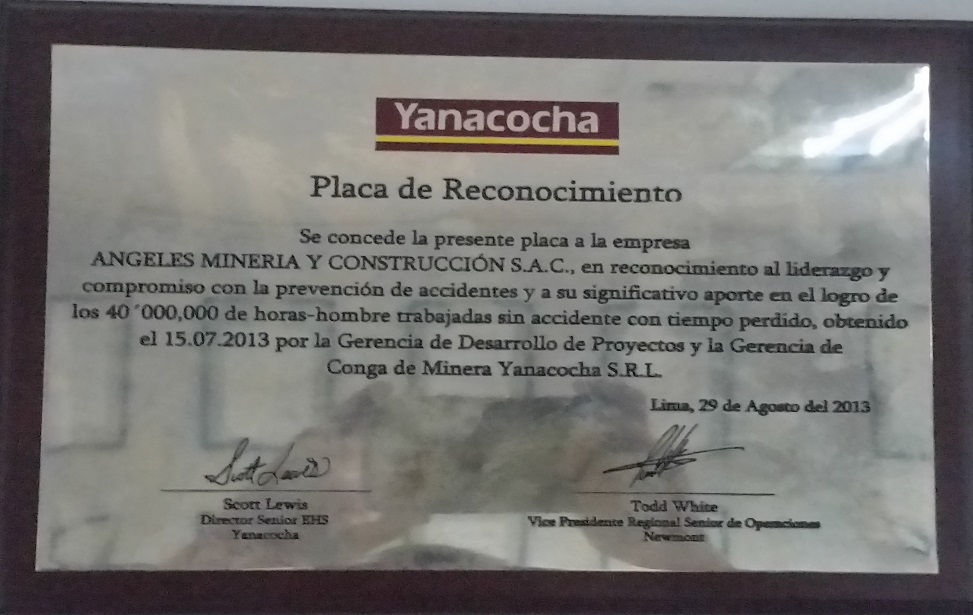 Yanacocha
Placa de Reconocimiento
Se concede la presente placa a la empresa
ANGELES MINERIA Y CONSTRUCCIÓN S.A.C., en reconocimiento al liderazgo y
compromiso con la prevención de accidentes y a su significativo aporte en el logro de
los 40´000,000 de horas-hombre trabajadas sin accidente con tiempo perdido, obtenido
el 15.07.2013 por la Gerencia de Desarrollo de Proyectos y la Gerencia de
Conga de Minera Yanacocha S.R.L.
Lima, 29 de Agosto del 2013
Scott Lewis
Scott Lewis
Director Senior EHS
Yanacocha
Todd White
Vice Presidente Regional Senior de Operaciones
Newmont